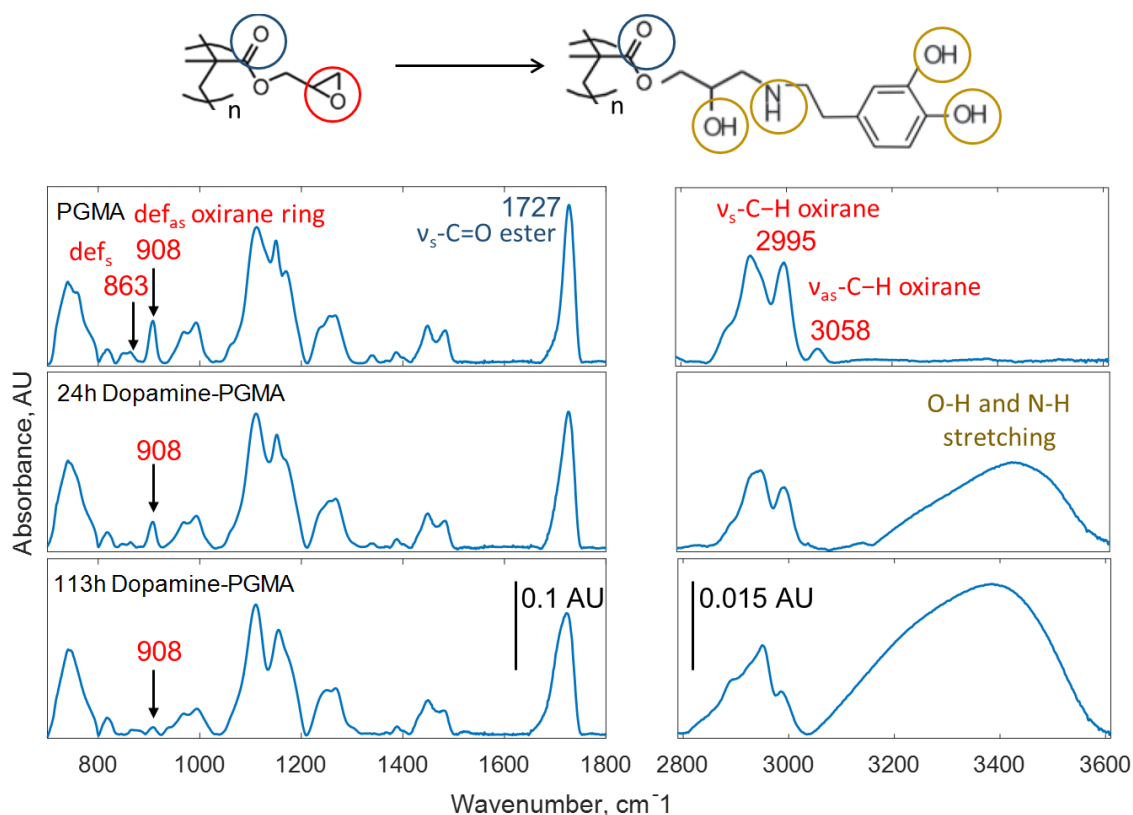 O
O
O
n
O
O
n
OH
N
H
OH
OH
PGMA
def_as oxirane ring
def_s
908
863
1727
ν_s-C=O ester
ν_s-C−H oxirane
2995
ν_as-C−H oxirane
3058
24h Dopamine-PGMA
908
O-H and N-H
stretching
113h Dopamine-PGMA
908
0.1 AU
0.015 AU
Absorbance, AU
800 1000 1200 1400 1600 1800
2800 3000 3200 3400 3600
Wavenumber, cm⁻1